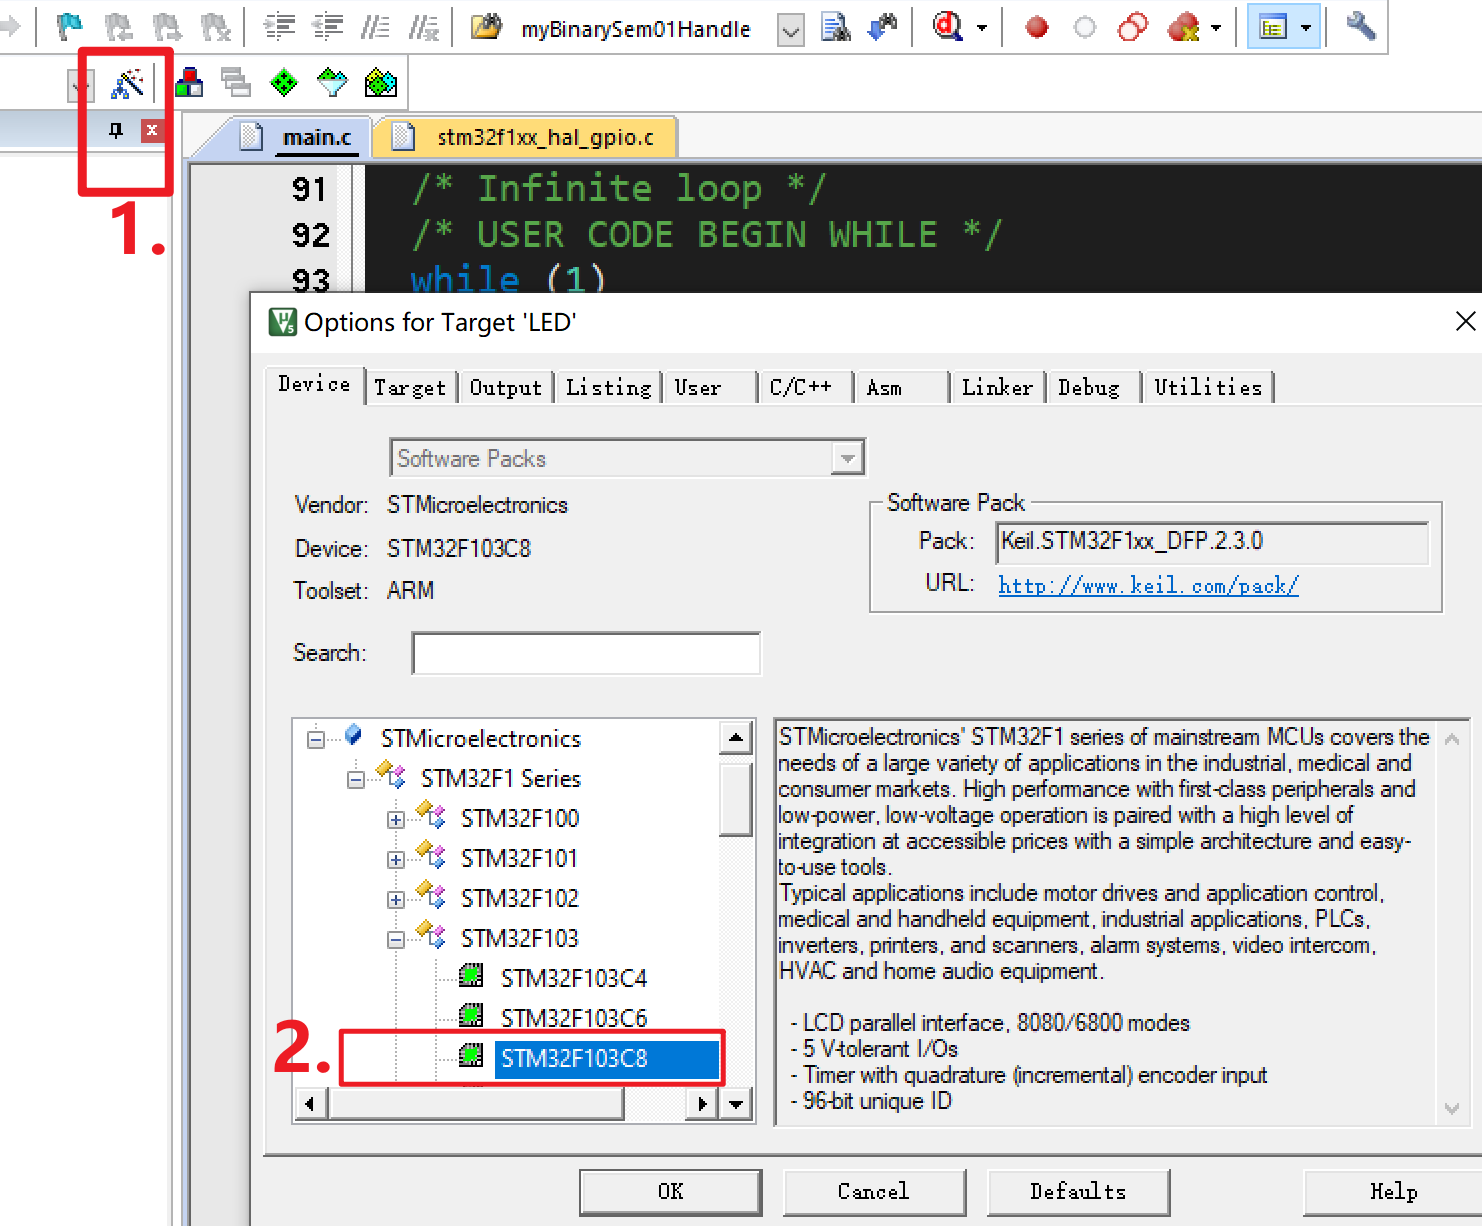 myBinarySem01Handle
main.c
stm32f1xx_hal_gpio.c
1.
91 /* Infinite loop */
92 /* USER CODE BEGIN WHILE */
93 while (1)
Options for Target 'LED'
Device Target Output Listing User C/C++ Asm Linker Debug Utilities
Software Packs
Vendor: STMicroelectronics
Device: STM32F103C8
Toolset: ARM
Software Pack
Pack: Keil.STM32F1xx_DFP.2.3.0
URL: http://www.keil.com/pack/
Search:
STMicroelectronics
STM32F1 Series
STM32F100
STM32F101
STM32F102
STM32F103
STM32F103C4
STM32F103C6
2.
STM32F103C8
STMicroelectronics' STM32F1 series of mainstream MCUs covers the
needs of a large variety of applications in the industrial, medical and
consumer markets. High performance with first-class peripherals and
low-power, low-voltage operation is paired with a high level of
integration at accessible prices with a simple architecture and easy-
to-use tools.
Typical applications include motor drives and application control,
medical and handheld equipment, industrial applications, PLCs,
inverters, printers, and scanners, alarm systems, video intercom,
HVAC and home audio equipment.
- LCD parallel interface, 8080/6800 modes
- 5 V-tolerant I/Os
- Timer with quadrature (incremental) encoder input
- 96-bit unique ID
OK Cancel Defaults Help